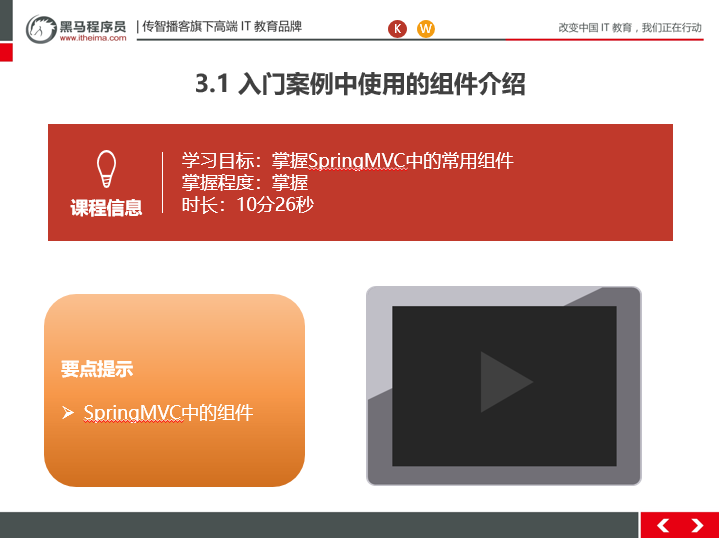 黑马程序员
www.itheima.com
传智播客旗下高端 IT 教育品牌
K W
改变中国 IT 教育，我们正在行动
3.1 入门案例中使用的组件介绍
课程信息
学习目标：掌握SpringMVC中的常用组件
掌握程度：掌握
时长：10分26秒
要点提示
SpringMVC中的组件